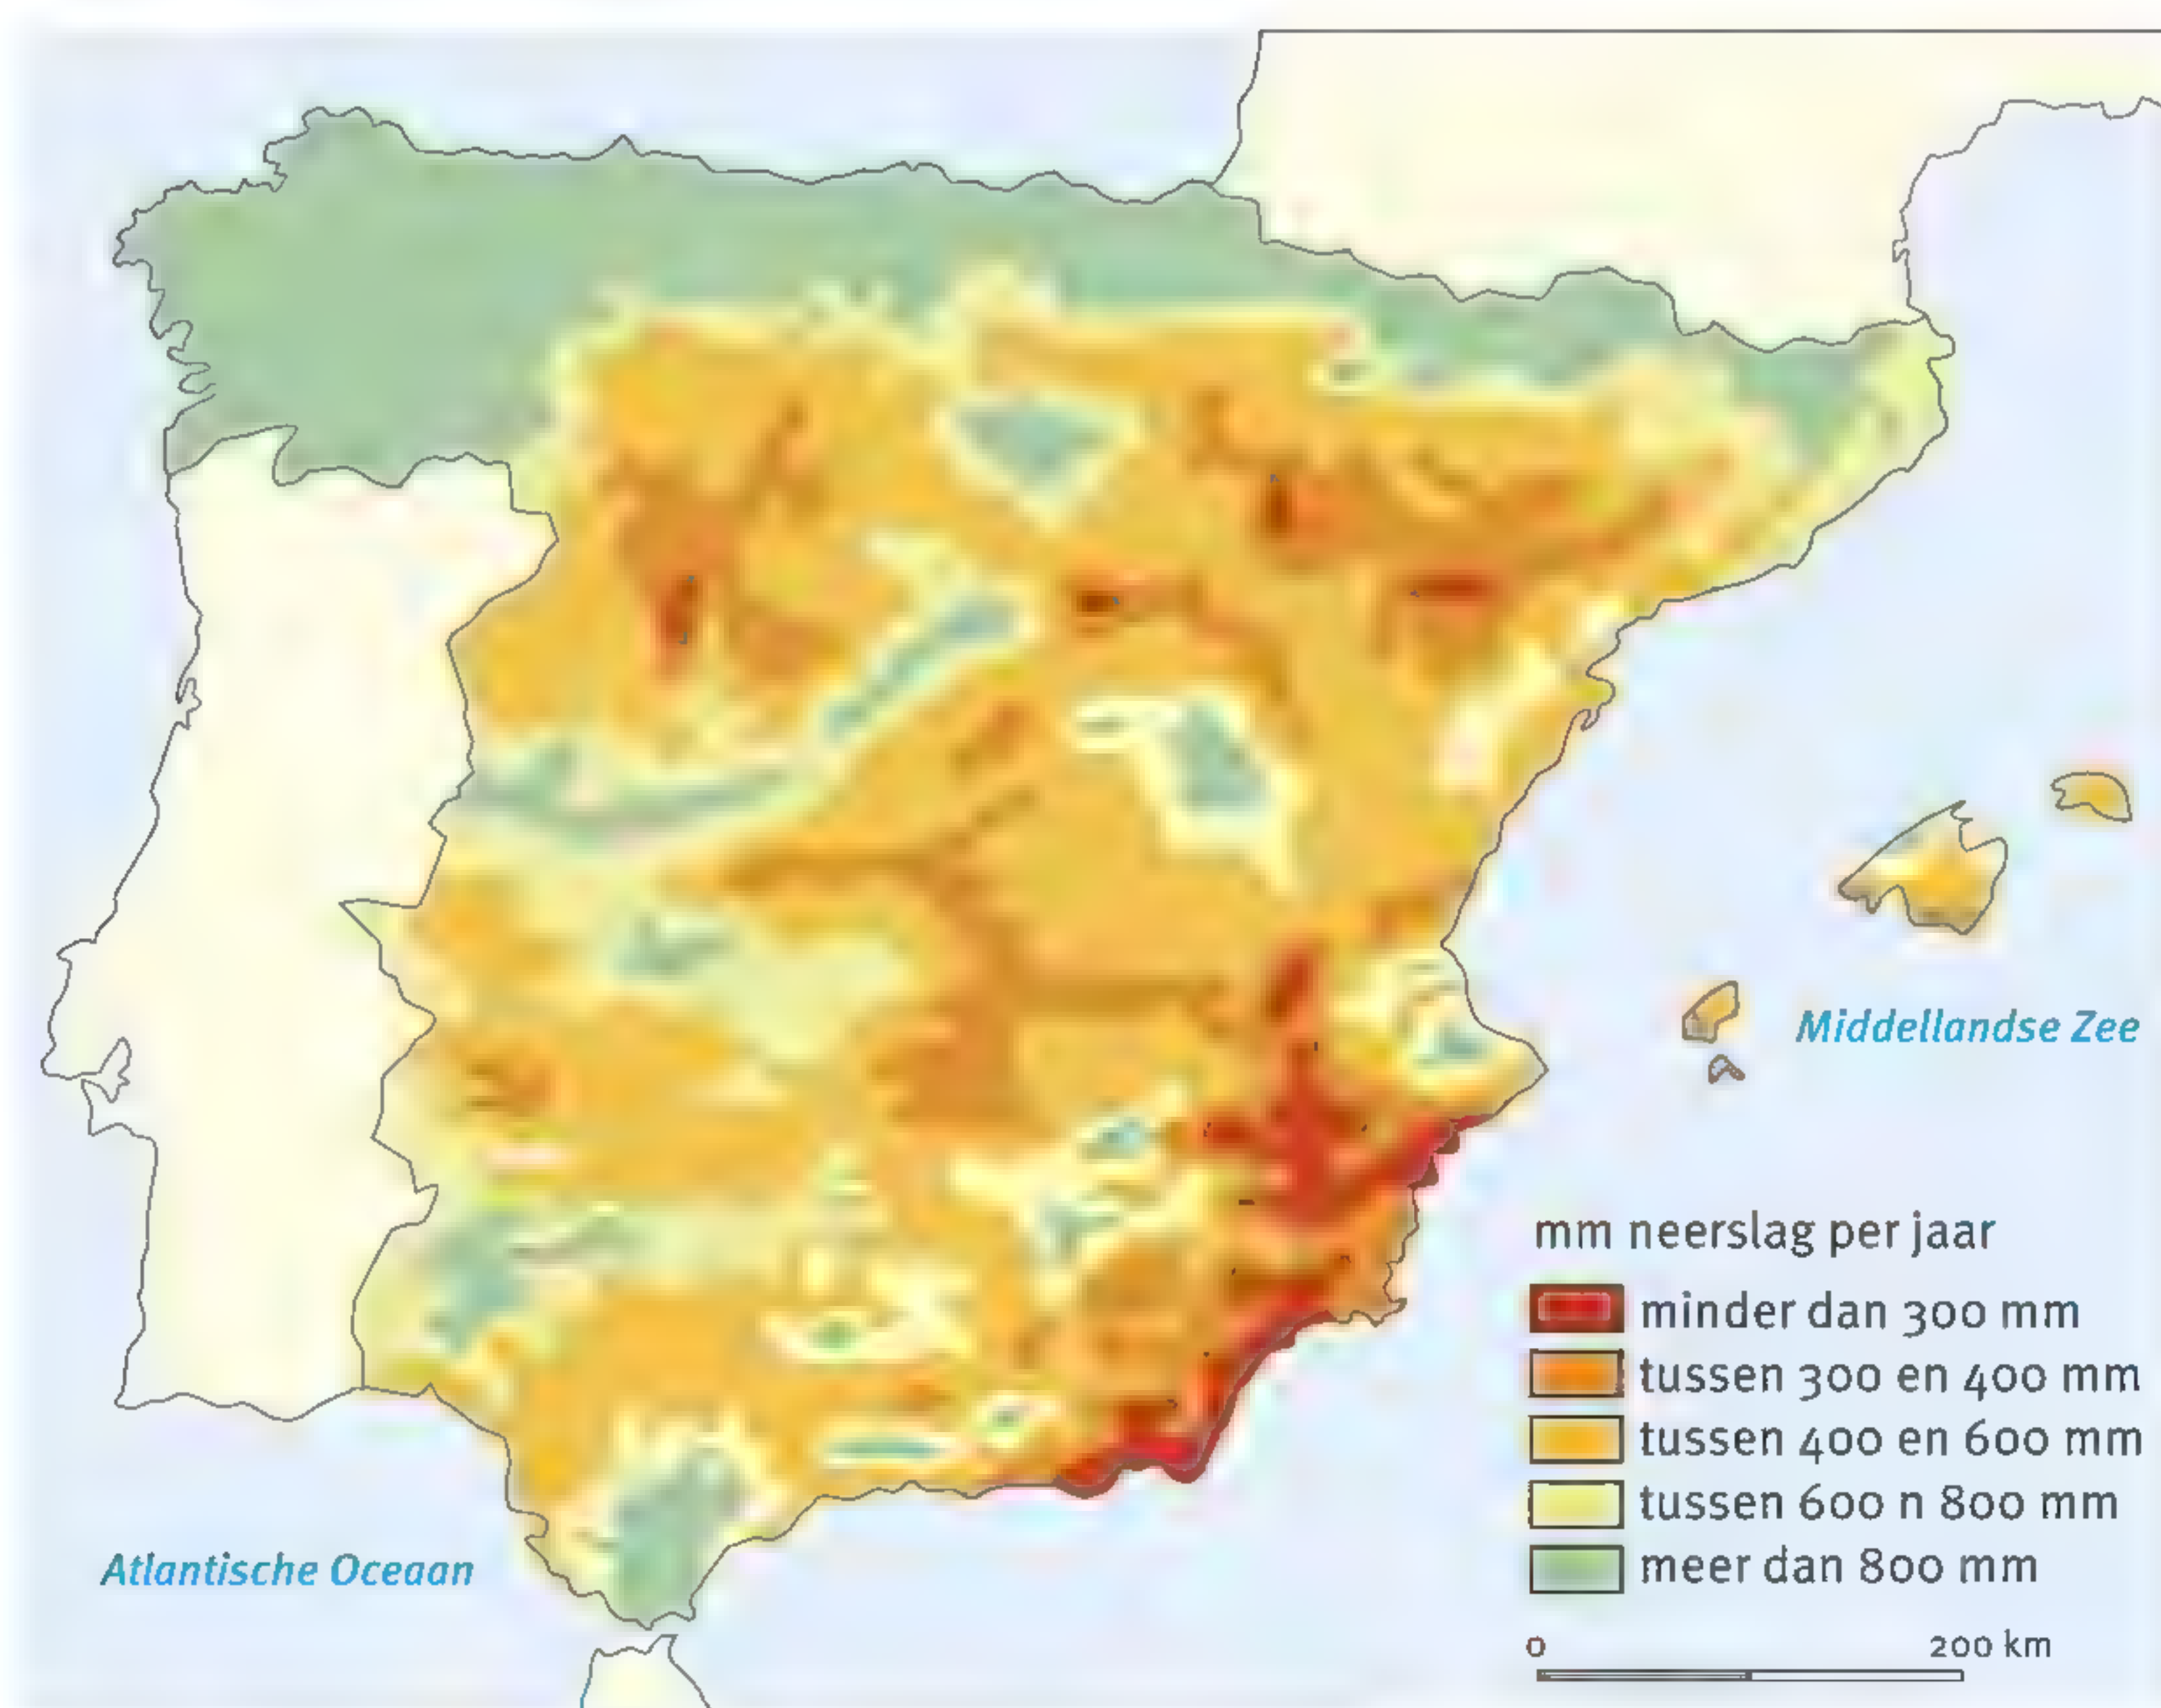 Middellandse Zee
mm neerslag per jaar
minder dan 300 mm
tussen 300 en 400 mm
tussen 400 en 600 mm
tussen 600 n 800 mm
meer dan 800 mm
Atlantische Oceaan
0 200 km